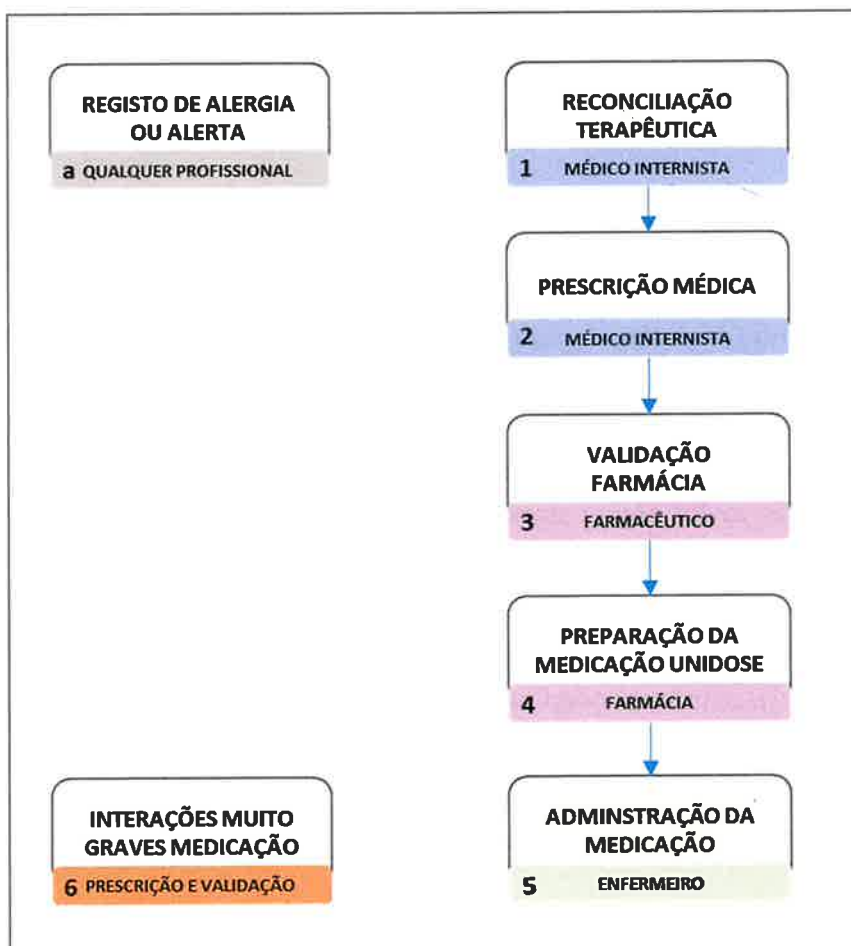 REGISTO DE ALERGIA
OU ALERTA
a QUALQUER PROFISSIONAL
RECONCILIAÇÃO
TERAPÊUTICA
1 MÉDICO INTERNISTA
PRESCRIÇÃO MÉDICA
2 MÉDICO INTERNISTA
VALIDAÇÃO
FARMÁCIA
3 FARMACÊUTICO
PREPARAÇÃO DA
MEDICAÇÃO UNIDOSE
4 FARMÁCIA
INTERAÇÕES MUITO
GRAVES MEDICAÇÃO
6 PRESCRIÇÃO E VALIDAÇÃO
ADMINSTRAÇÃO DA
MEDICAÇÃO
5 ENFERMEIRO